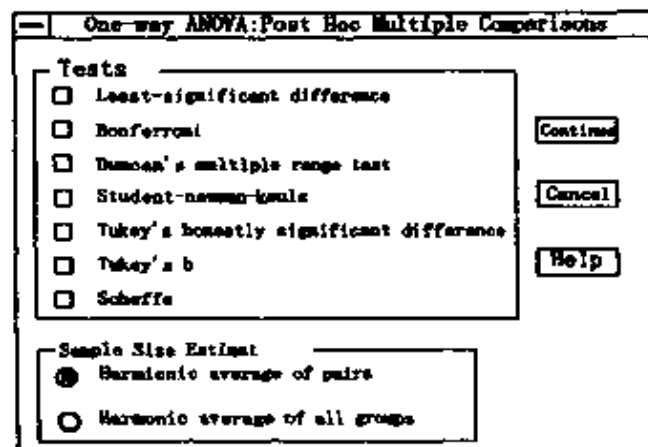 One-way ANOVA:Post Hoc Multiple Comparisons
Tests
Least-significant difference
Bonferroni
Duncan's multiple range test
Student-newman-keuls
Tukey's honestly significant difference
Tukey's b
Scheffe
Continue
Cancel
Help
Sample Size Estimat
Harmionic average of pairs
Harmonic average of all groups